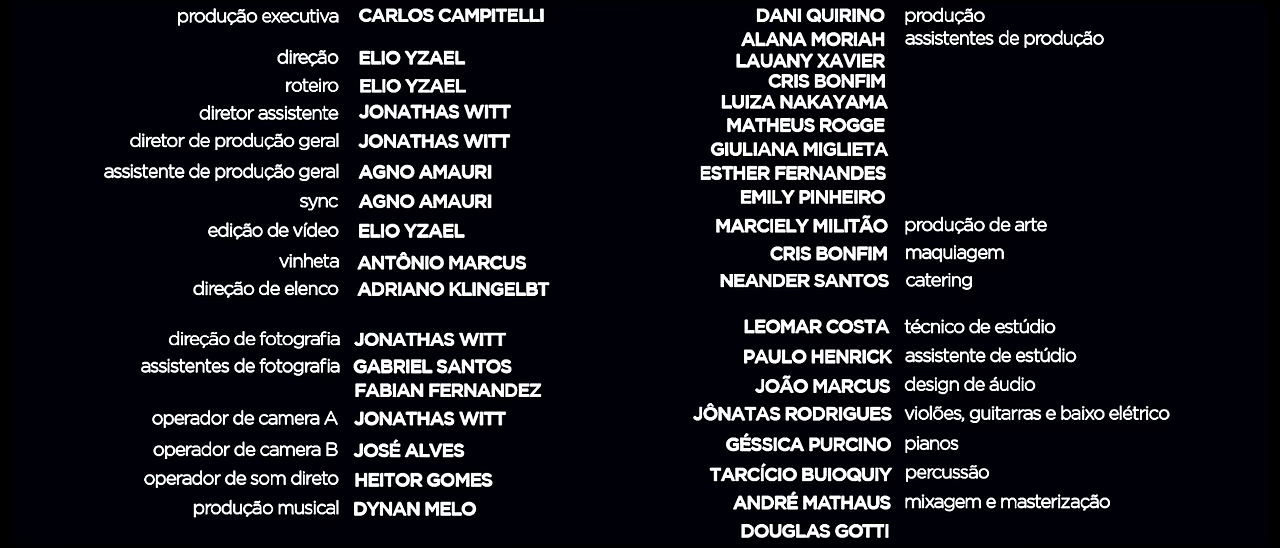 produção executiva CARLOS CAMPITELLI
direção ELIO YZAEL
roteiro ELIO YZAEL
diretor assistente JONATHAS WITT
diretor de produção geral JONATHAS WITT
assistente de produção geral AGNO AMAURI
sync AGNO AMAURI
edição de vídeo ELIO YZAEL
vinheta ANTÔNIO MARCUS
direção de elenco ADRIANO KLINGELBT
direção de fotografia JONATHAS WITT
assistentes de fotografia GABRIEL SANTOS
FABIAN FERNANDEZ
operador de camera A JONATHAS WITT
operador de camera B JOSÉ ALVES
operador de som direto HEITOR GOMES
produção musical DYNAN MELO
DANI QUIRINO produção
ALANA MORIAH assistentes de produção
LAUANY XAVIER
CRIS BONFIM
LUIZA NAKAYAMA
MATHEUS ROGGE
GIULIANA MIGLIETA
ESTHER FERNANDES
EMILY PINHEIRO
MARCIELY MILITÃO produção de arte
CRIS BONFIM maquiagem
NEANDER SANTOS catering
LEOMAR COSTA técnico de estúdio
PAULO HENRICK assistente de estúdio
JOÃO MARCUS design de áudio
JÔNATAS RODRIGUES violões, guitarras e baixo elétrico
GÉSSICA PURCINO pianos
TARCÍCIO BUIOQUIY percussão
ANDRÉ MATHAUS mixagem e masterização
DOUGLAS GOTTI